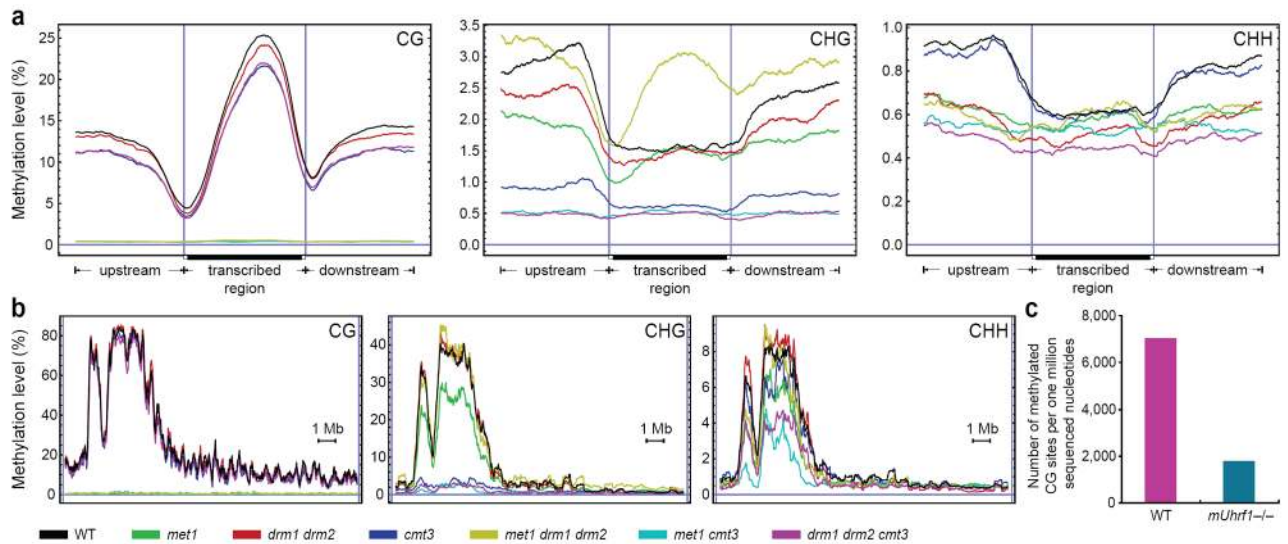 a
CG
CHG
CHH
Methylation level (%)
25
20
15
10
5
0
3.5
3.0
2.5
2.0
1.5
1.0
0.5
0.0
1.0
0.8
0.6
0.4
0.2
0.0
upstream transcribed region downstream
upstream transcribed region downstream
upstream transcribed region downstream
b
CG
CHG
CHH
Methylation level (%)
80
60
40
20
0
40
30
20
10
0
8
6
4
2
0
1 Mb
1 Mb
1 Mb
c
Number of methylated
CG sites per one million
sequenced nucleotides
8,000
6,000
4,000
2,000
0
WT
mUhrf1–/–
WT met1 drm1 drm2 cmt3 met1 drm1 drm2 met1 cmt3 drm1 drm2 cmt3